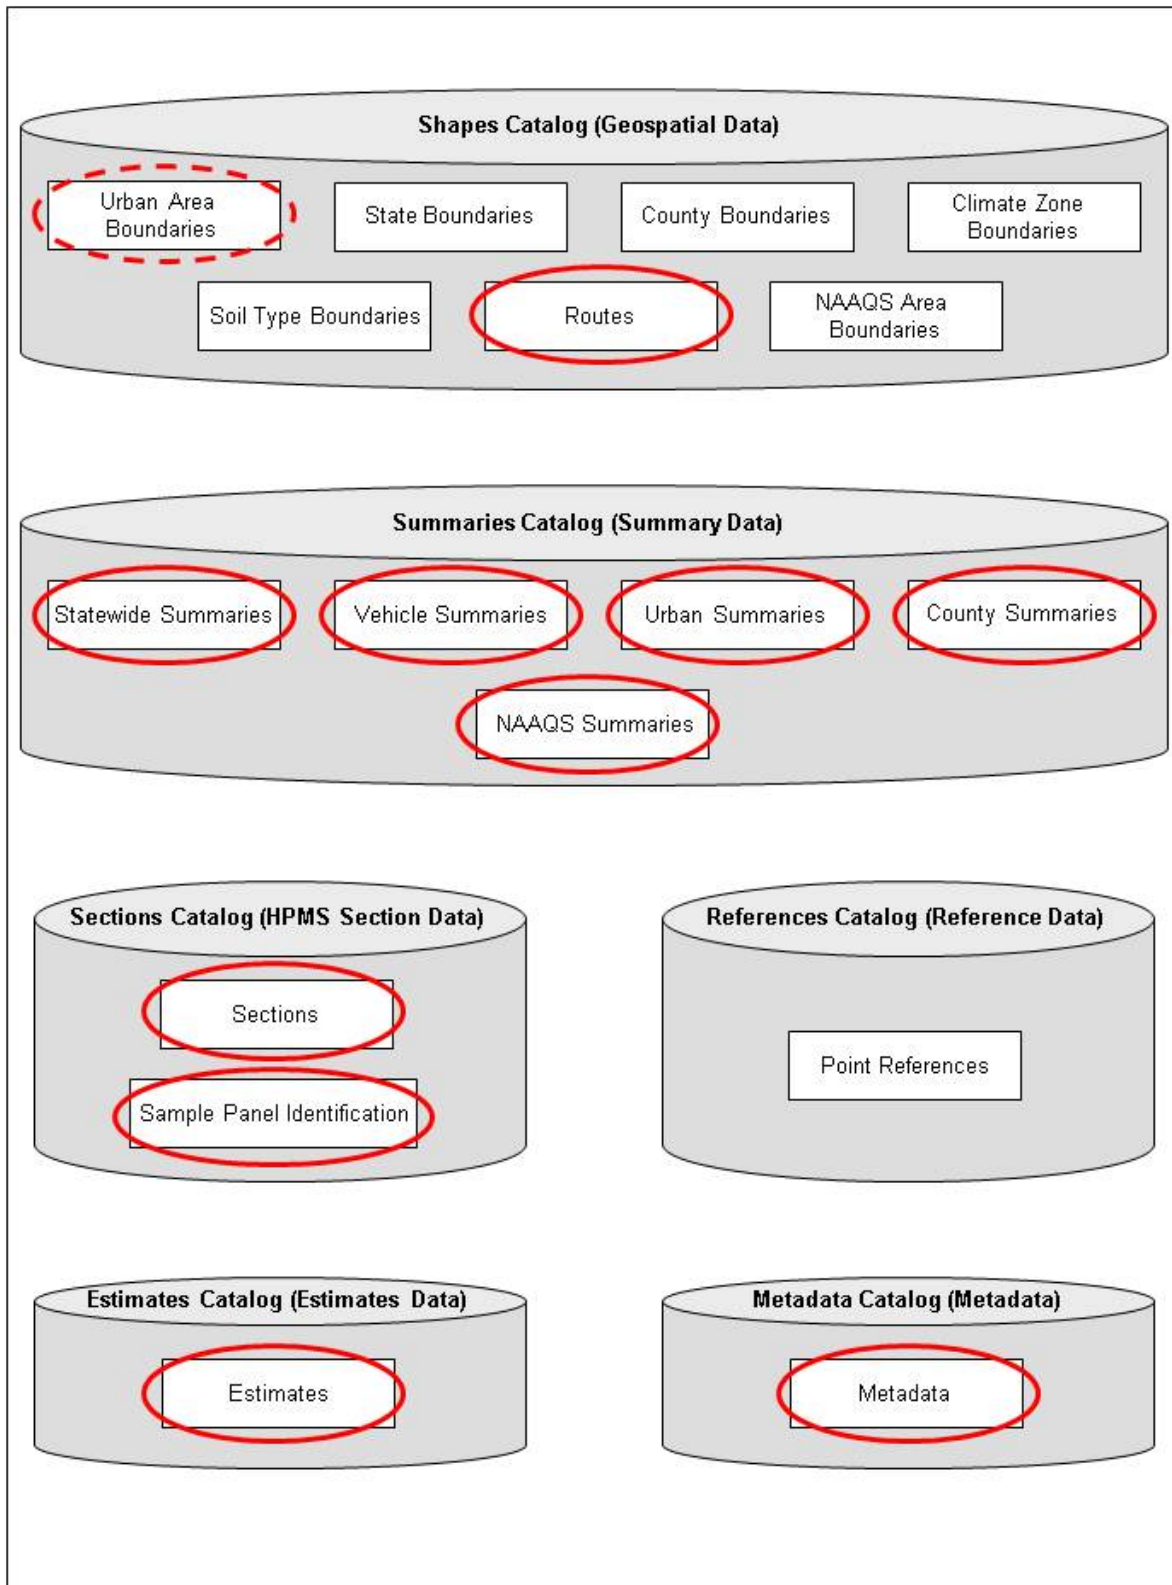 Shapes Catalog (Geospatial Data)
Urban Area
Boundaries
State Boundaries
County Boundaries
Climate Zone
Boundaries
Soil Type Boundaries
Routes
NAAQS Area
Boundaries
Summaries Catalog (Summary Data)
Statewide Summaries
Vehicle Summaries
Urban Summaries
County Summaries
NAAQS Summaries
Sections Catalog (HPMS Section Data)
Sections
Sample Panel Identification
References Catalog (Reference Data)
Point References
Estimates Catalog (Estimates Data)
Estimates
Metadata Catalog (Metadata)
Metadata